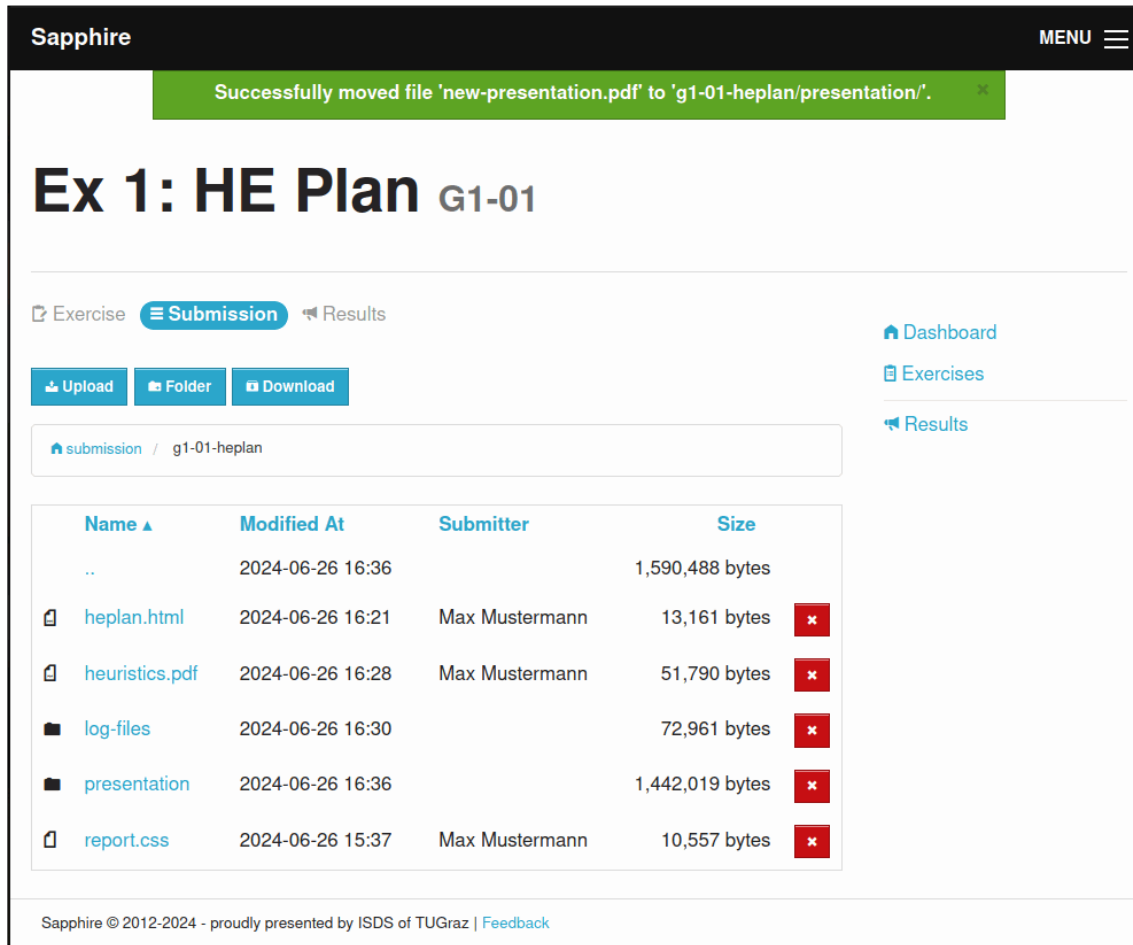 Sapphire MENU
Successfully moved file 'new-presentation.pdf' to 'g1-01-heplan/presentation/'. ×
Ex 1: HE Plan G1-01
Exercise Submission Results
Dashboard
Exercises
Results
Upload Folder Download
submission / g1-01-heplan
Name ▴ Modified At Submitter Size
.. 2024-06-26 16:36 1,590,488 bytes
heplan.html 2024-06-26 16:21 Max Mustermann 13,161 bytes ×
heuristics.pdf 2024-06-26 16:28 Max Mustermann 51,790 bytes ×
log-files 2024-06-26 16:30 72,961 bytes ×
presentation 2024-06-26 16:36 1,442,019 bytes ×
report.css 2024-06-26 15:37 Max Mustermann 10,557 bytes ×
Sapphire © 2012-2024 - proudly presented by ISDS of TUGraz | Feedback